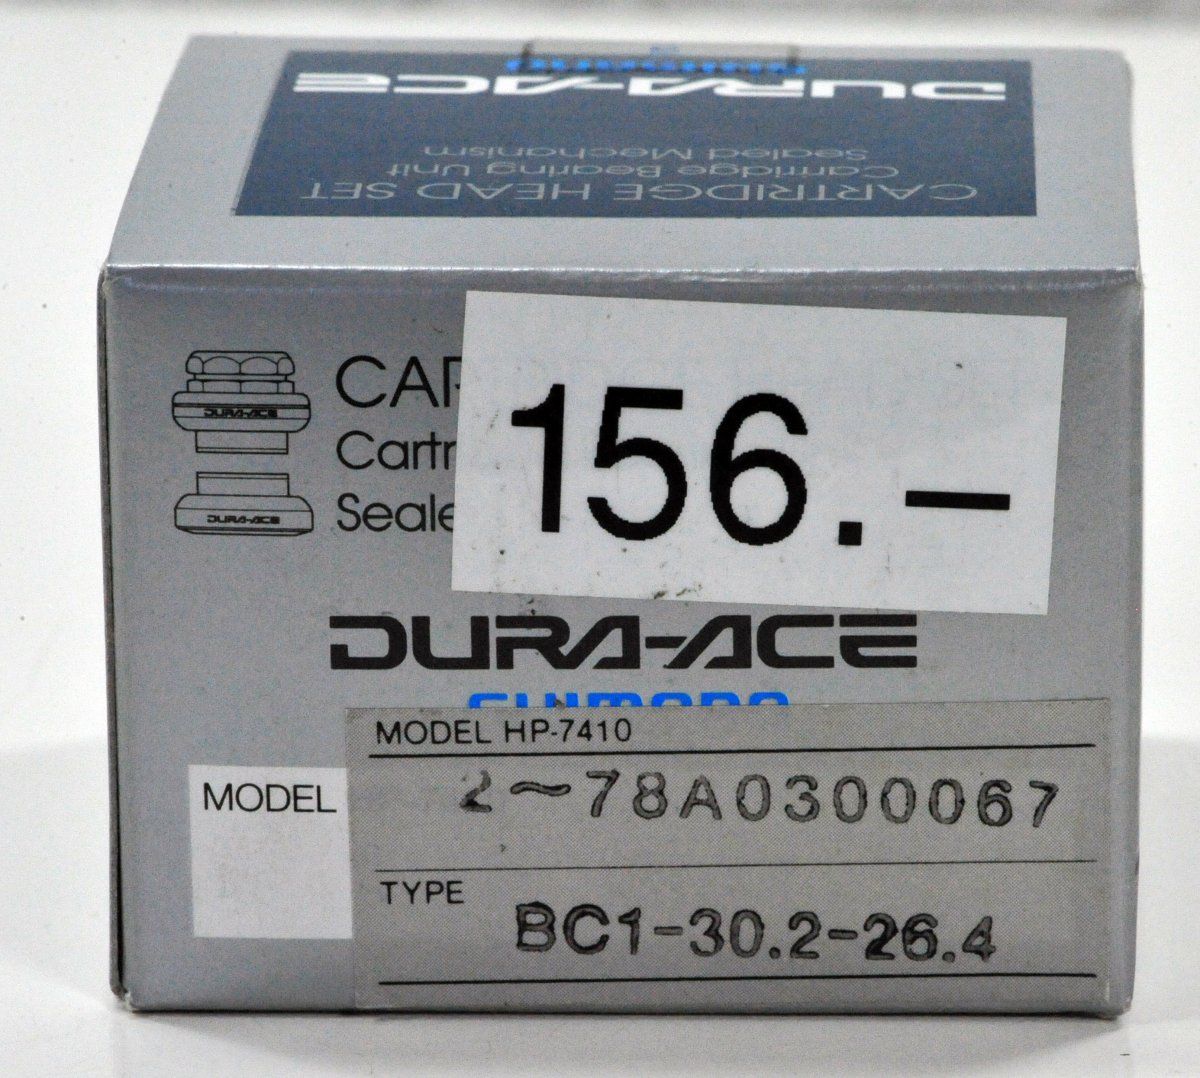 DURA-ACE
Sealed Mechanism
Cartridge Bearing Unit
CARTRIDGE HEAD SET
DURA-ACE
DURA-ACE
CAR
Cartr
Seale
156.–
DURA-ACE
SHIMANO
MODEL HP-7410
2~78A0300067
MODEL
TYPE
BC1-30.2-26.4